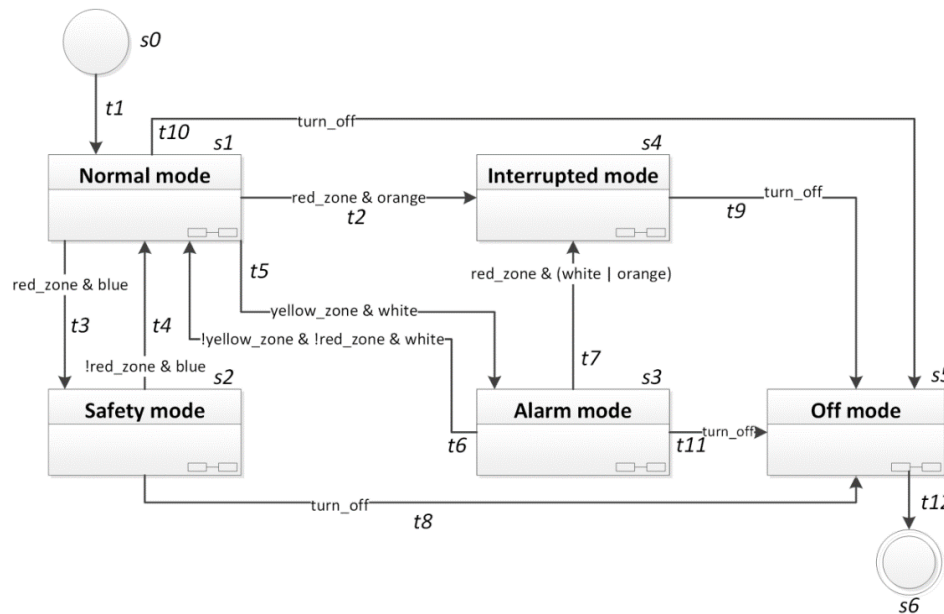 s0
t1
t10
turn_off
s1
s4
Normal mode
Interrupted mode
red_zone & orange
t2
turn_off
t9
t5
red_zone & (white | orange)
red_zone & blue
yellow_zone & white
t3
t4
!yellow_zone & !red_zone & white
t7
!red_zone & blue
s2
s3
s5
Safety mode
Alarm mode
Off mode
t6
t11
turn_off
turn_off
t8
t12
s6